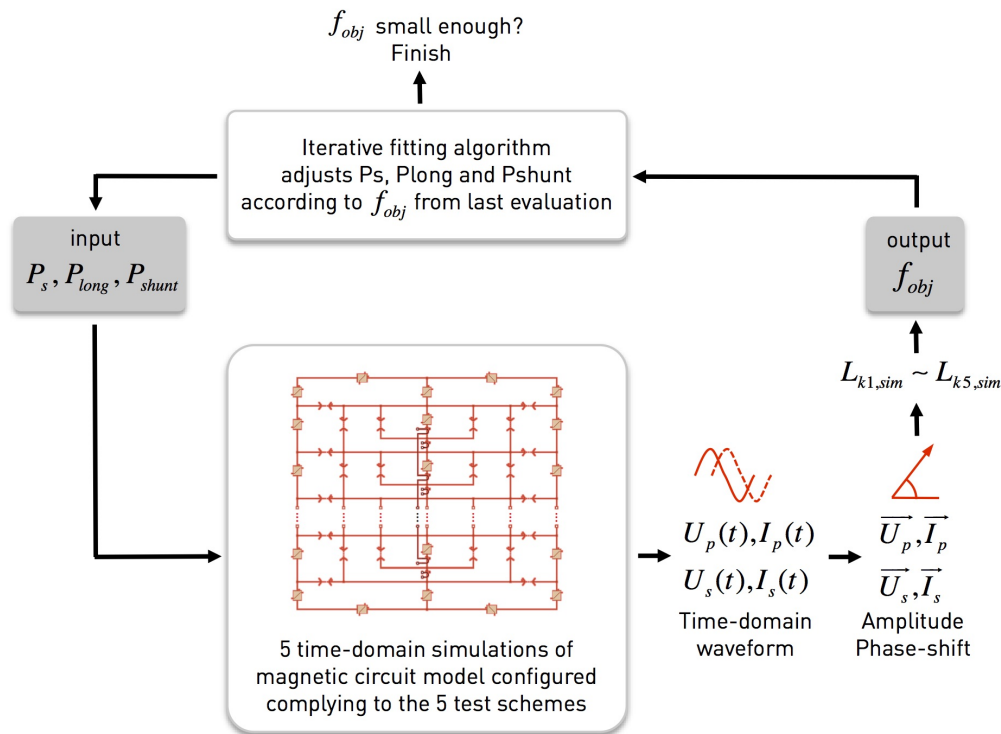 f_obj small enough?
Finish
Iterative fitting algorithm
adjusts Ps, Plong and Pshunt
according to f_obj from last evaluation
input
P_s, P_long, P_shunt
output
f_obj
L_k1,sim ~ L_k5,sim
U_p(t), I_p(t)
U_s(t), I_s(t)
Time-domain
waveform
U_p, I_p
U_s, I_s
Amplitude
Phase-shift
5 time-domain simulations of
magnetic circuit model configured
complying to the 5 test schemes